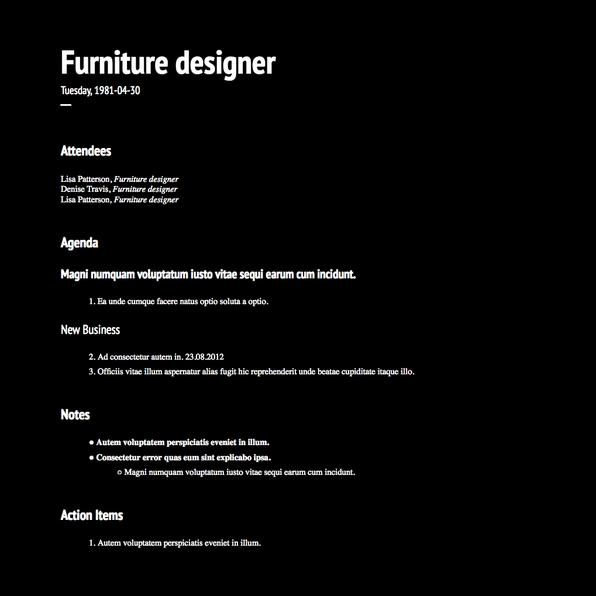 Furniture designer
Tuesday, 1981-04-30
Attendees
Lisa Patterson, Furniture designer
Denise Travis, Furniture designer
Lisa Patterson, Furniture designer
Agenda
Magni numquam voluptatum iusto vitae sequi earum cum incidunt.
1. Ea unde cumque facere natus optio soluta a optio.
New Business
2. Ad consectetur autem in. 23.08.2012
3. Officiis vitae illum aspernatur alias fugit hic reprehenderit unde beatae cupiditate itaque illo.
Notes
● Autem voluptatem perspiciatis eveniet in illum.
● Consectetur error quas eum sint explicabo ipsa.
○ Magni numquam voluptatum iusto vitae sequi earum cum incidunt.
Action Items
1. Autem voluptatem perspiciatis eveniet in illum.